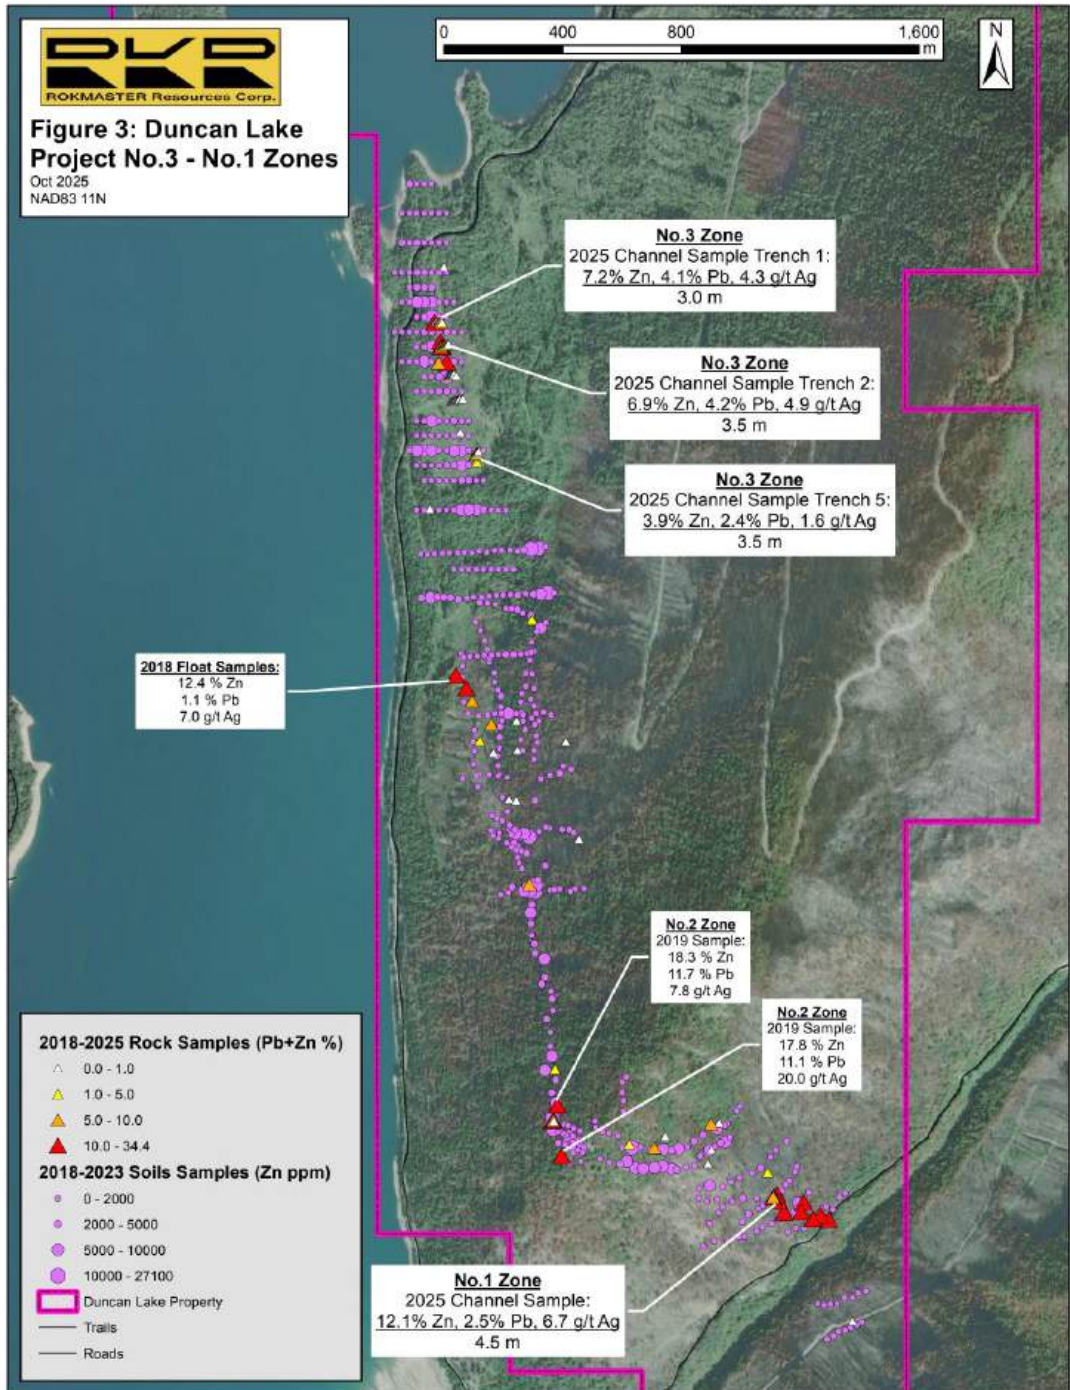 ROKMASTER Resources Corp.
Figure 3: Duncan Lake
Project No.3 - No.1 Zones
Oct 2025
NAD83 11N
0 400 800 1,600
m
N
No.3 Zone
2025 Channel Sample Trench 1:
7.2% Zn, 4.1% Pb, 4.3 g/t Ag
3.0 m
No.3 Zone
2025 Channel Sample Trench 2:
6.9% Zn, 4.2% Pb, 4.9 g/t Ag
3.5 m
No.3 Zone
2025 Channel Sample Trench 5:
3.9% Zn, 2.4% Pb, 1.6 g/t Ag
3.5 m
2018 Float Samples:
12.4 % Zn
1.1 % Pb
7.0 g/t Ag
No.2 Zone
2019 Sample:
18.3 % Zn
11.7 % Pb
7.8 g/t Ag
No.2 Zone
2019 Sample:
17.8 % Zn
11.1 % Pb
20.0 g/t Ag
No.1 Zone
2025 Channel Sample:
12.1% Zn, 2.5% Pb, 6.7 g/t Ag
4.5 m
2018-2025 Rock Samples (Pb+Zn %)
0.0 - 1.0
1.0 - 5.0
5.0 - 10.0
10.0 - 34.4
2018-2023 Soils Samples (Zn ppm)
0 - 2000
2000 - 5000
5000 - 10000
10000 - 27100
Duncan Lake Property
Trails
Roads